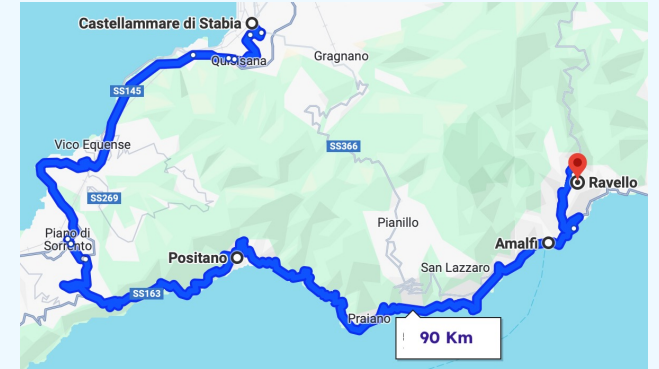 Castellammare di Stabia
Gragnano
Quisisana
SS145
Vico Equense
SS366
SS269
Ravello
Piano di
Sorrento
Pianillo
Positano
Amalfi
San Lazzaro
SS163
Praiano
90 Km